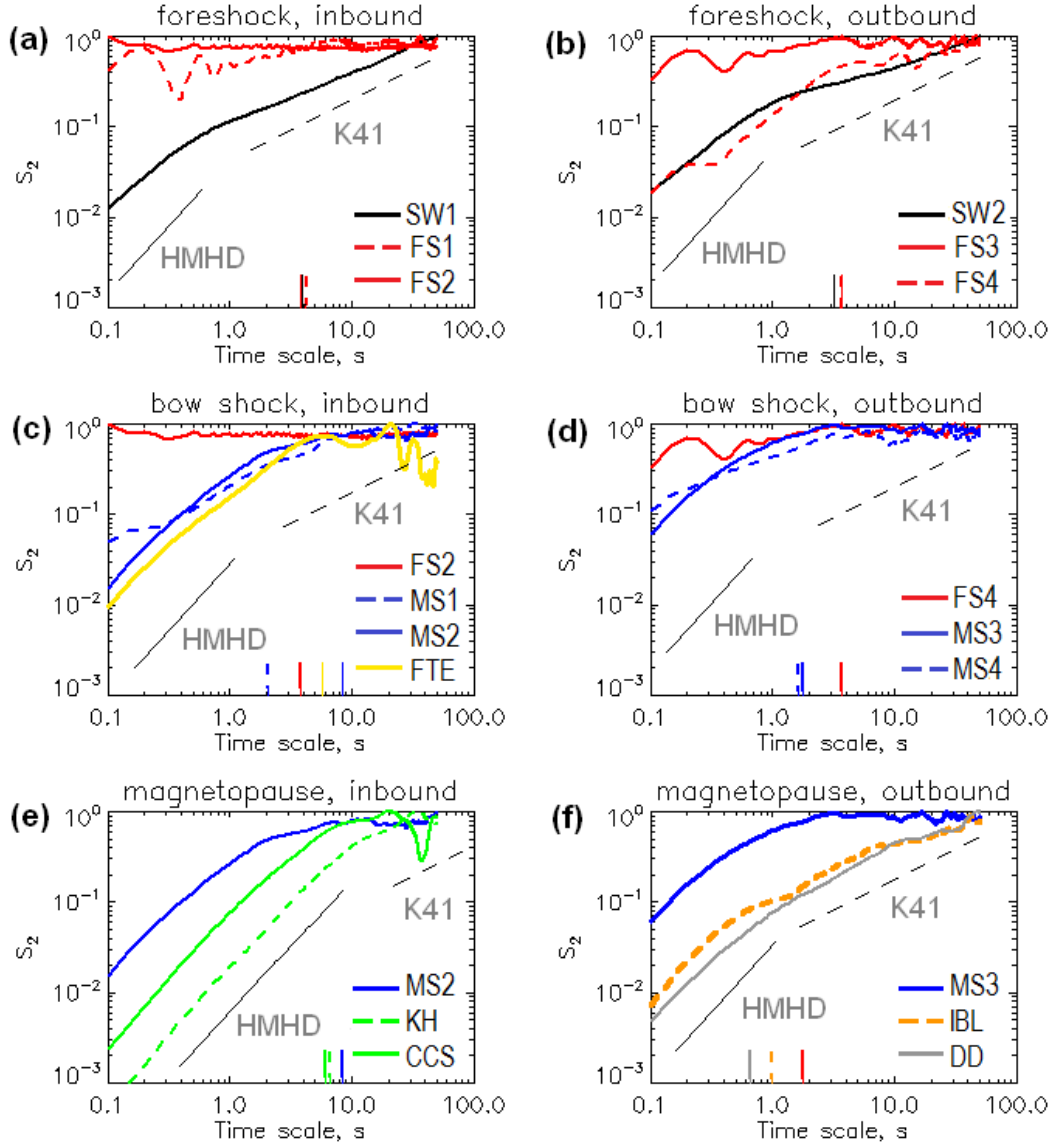 (a) foreshock, inbound
10^0
10^-1
10^-2
10^-3
S_2
K41
HMHD
SW1
FS1
FS2
0.1 1.0 10.0 100.0
Time scale, s
(b) foreshock, outbound
10^0
10^-1
10^-2
10^-3
S_2
K41
HMHD
SW2
FS3
FS4
0.1 1.0 10.0 100.0
Time scale, s
(c) bow shock, inbound
10^0
10^-1
10^-2
10^-3
S_2
K41
HMHD
FS2
MS1
MS2
FTE
0.1 1.0 10.0 100.0
Time scale, s
(d) bow shock, outbound
10^0
10^-1
10^-2
10^-3
S_2
K41
HMHD
FS4
MS3
MS4
0.1 1.0 10.0 100.0
Time scale, s
(e) magnetopause, inbound
10^0
10^-1
10^-2
10^-3
S_2
K41
HMHD
MS2
KH
CCS
0.1 1.0 10.0 100.0
Time scale, s
(f) magnetopause, outbound
10^0
10^-1
10^-2
10^-3
S_2
K41
HMHD
MS3
IBL
DD
0.1 1.0 10.0 100.0
Time scale, s